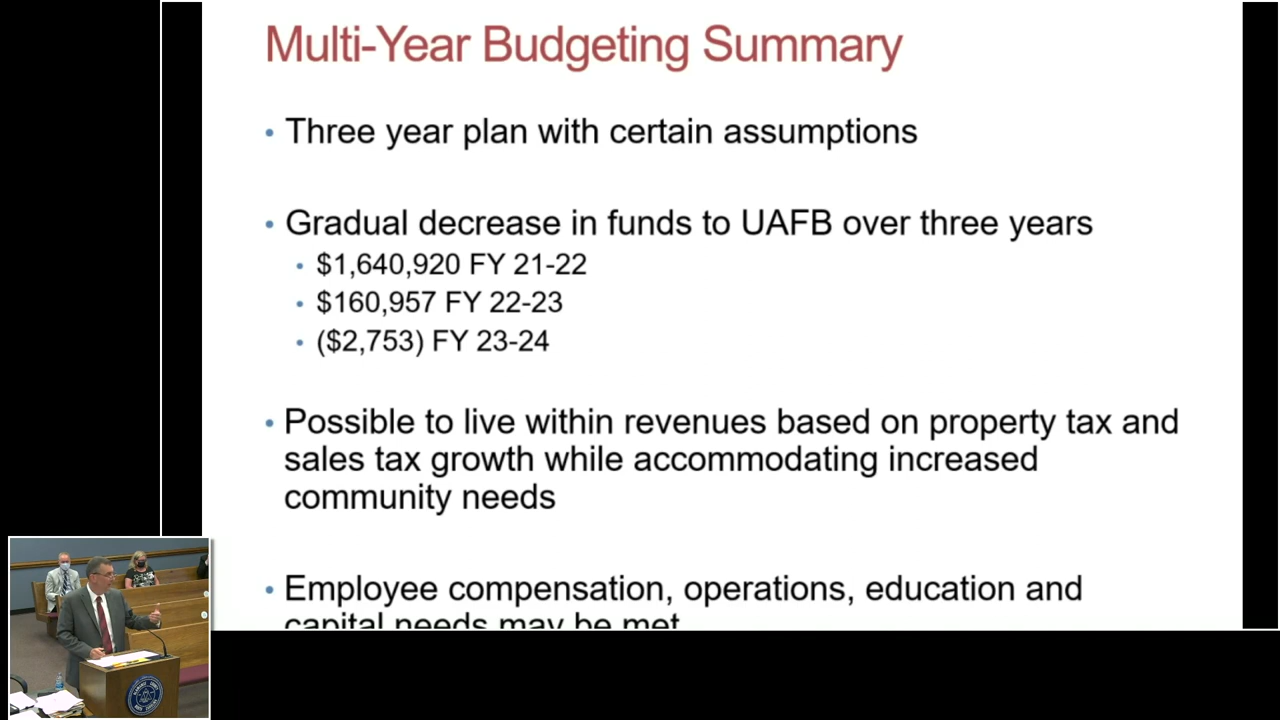 Multi-Year Budgeting Summary
• Three year plan with certain assumptions
• Gradual decrease in funds to UAFB over three years
• $1,640,920 FY 21-22
• $160,957 FY 22-23
• ($2,753) FY 23-24
• Possible to live within revenues based on property tax and
sales tax growth while accommodating increased
community needs
• Employee compensation, operations, education and
capital needs may be met